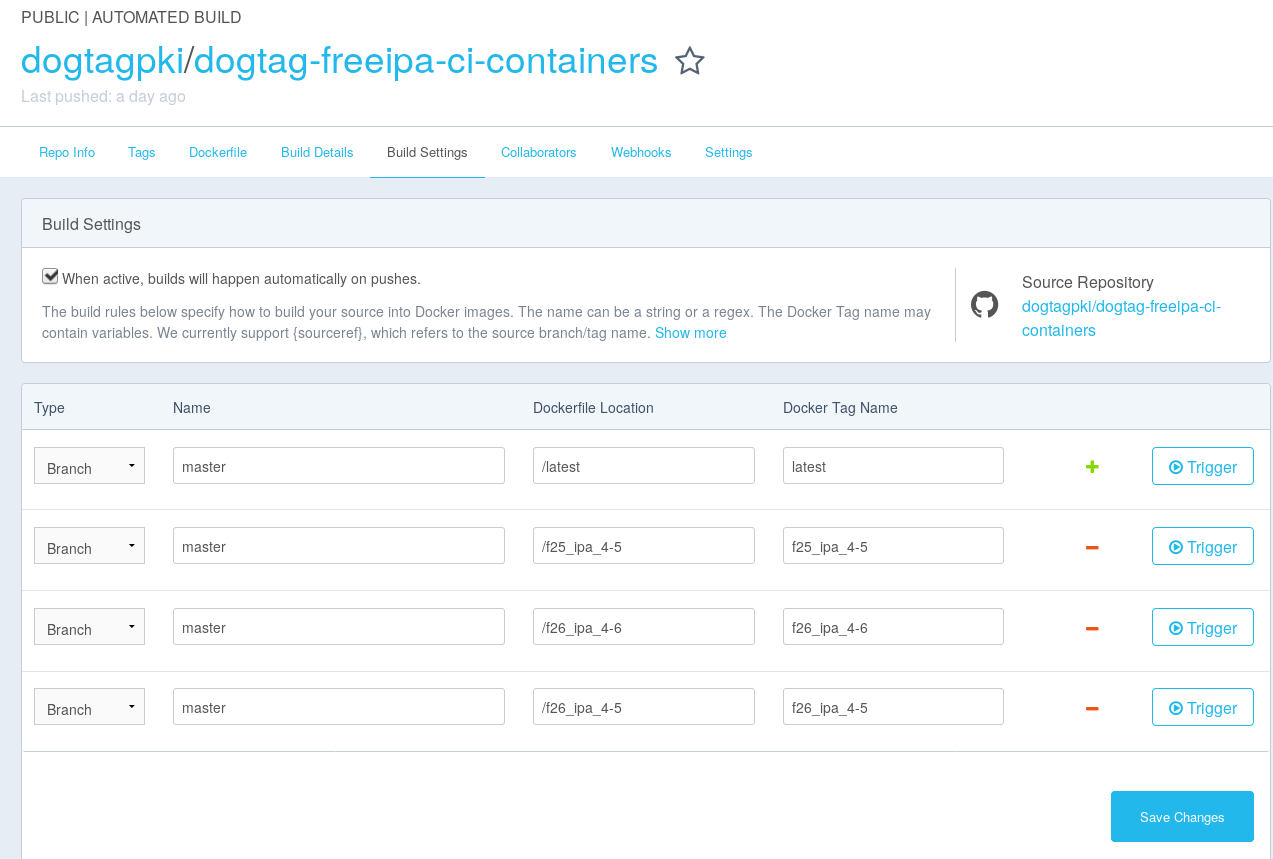 PUBLIC | AUTOMATED BUILD
dogtagpki/dogtag-freeipa-ci-containers
Last pushed: a day ago
Repo Info Tags Dockerfile Build Details Build Settings Collaborators Webhooks Settings
Build Settings
When active, builds will happen automatically on pushes.
The build rules below specify how to build your source into Docker images. The name can be a string or a regex. The Docker Tag name may
contain variables. We currently support {sourceref}, which refers to the source branch/tag name. Show more
Source Repository
dogtagpki/dogtag-freeipa-ci-
containers
Type Name Dockerfile Location Docker Tag Name
Branch master /latest latest Trigger
Branch master /f25_ipa_4-5 f25_ipa_4-5 Trigger
Branch master /f26_ipa_4-6 f26_ipa_4-6 Trigger
Branch master /f26_ipa_4-5 f26_ipa_4-5 Trigger
Save Changes